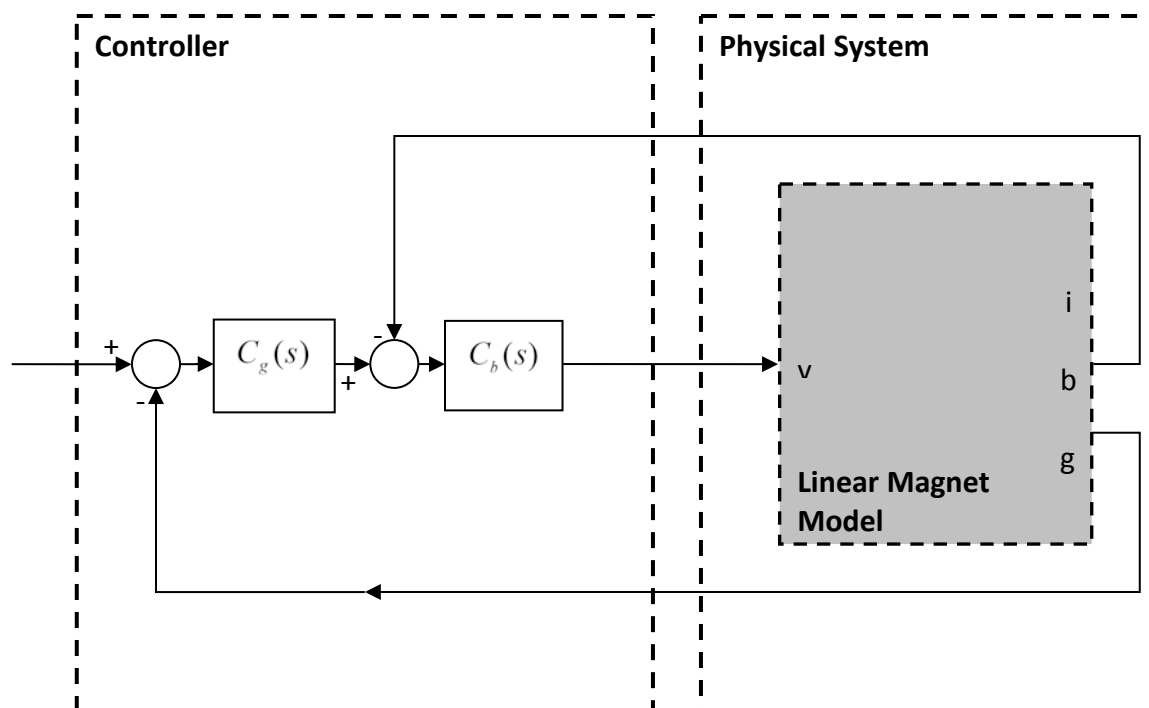 Controller
Physical System
-
i
+
C_g(s)
C_b(s)
+
v
b
-
g
Linear Magnet
Model